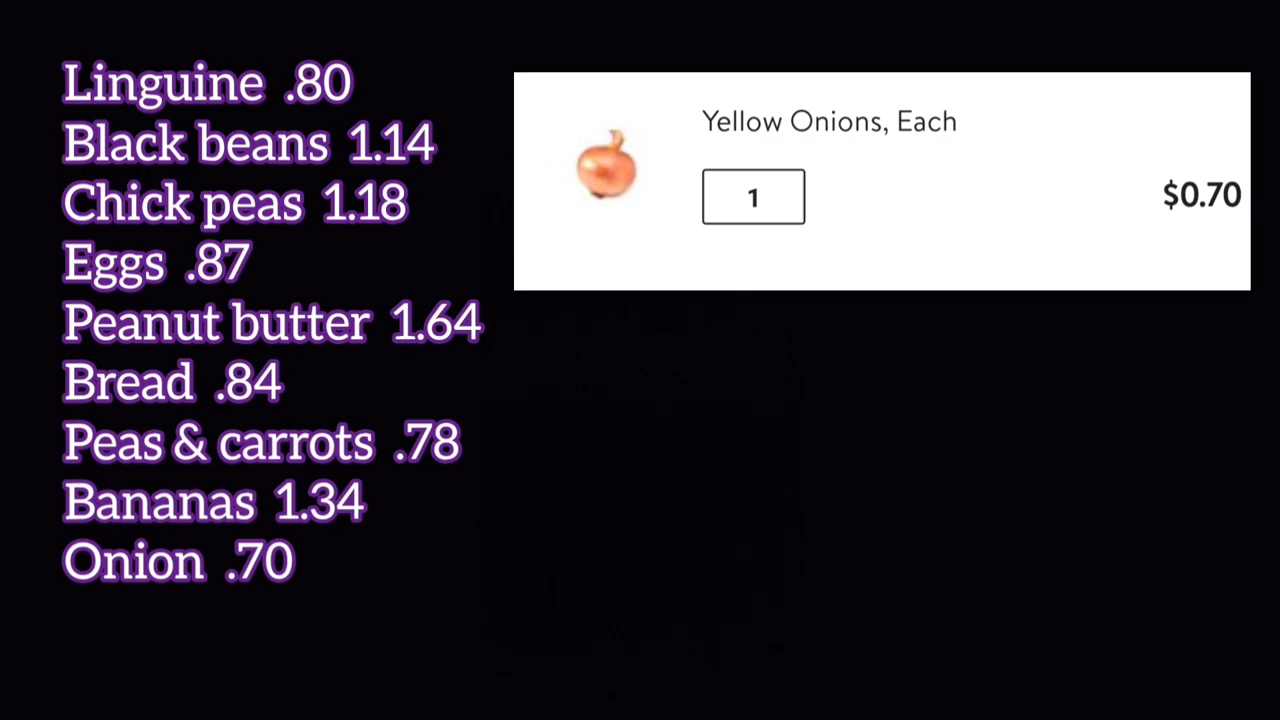 Linguine .80
Black beans 1.14
Chick peas 1.18
Eggs .87
Peanut butter 1.64
Bread .84
Peas & carrots .78
Bananas 1.34
Onion .70
Yellow Onions, Each
1
$0.70